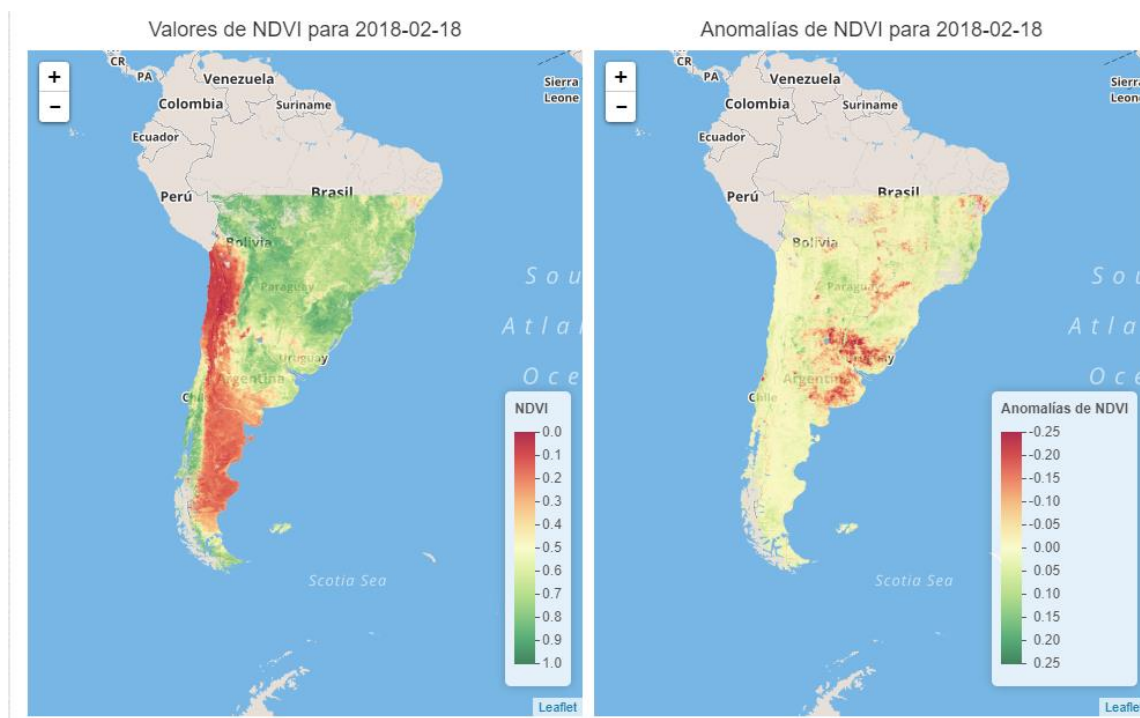 Valores de NDVI para 2018-02-18
+
−
CR
PA
Venezuela
Colombia
Suriname
Ecuador
Perú
Brasil
Bolivia
Paraguay
Uruguay
Argentina
Sierra
Leone
Sou
Atla
Oce
Scotia Sea
NDVI
0.0
0.1
0.2
0.3
0.4
0.5
0.6
0.7
0.8
0.9
1.0
Leaflet
Anomalías de NDVI para 2018-02-18
+
−
CR
PA
Venezuela
Colombia
Suriname
Ecuador
Perú
Brasil
Bolivia
Paraguay
Argentina
Chile
Leone
Scotia Sea
Anomalías de NDVI
-0.25
-0.20
-0.15
-0.10
-0.05
0.00
0.05
0.10
0.15
0.20
0.25